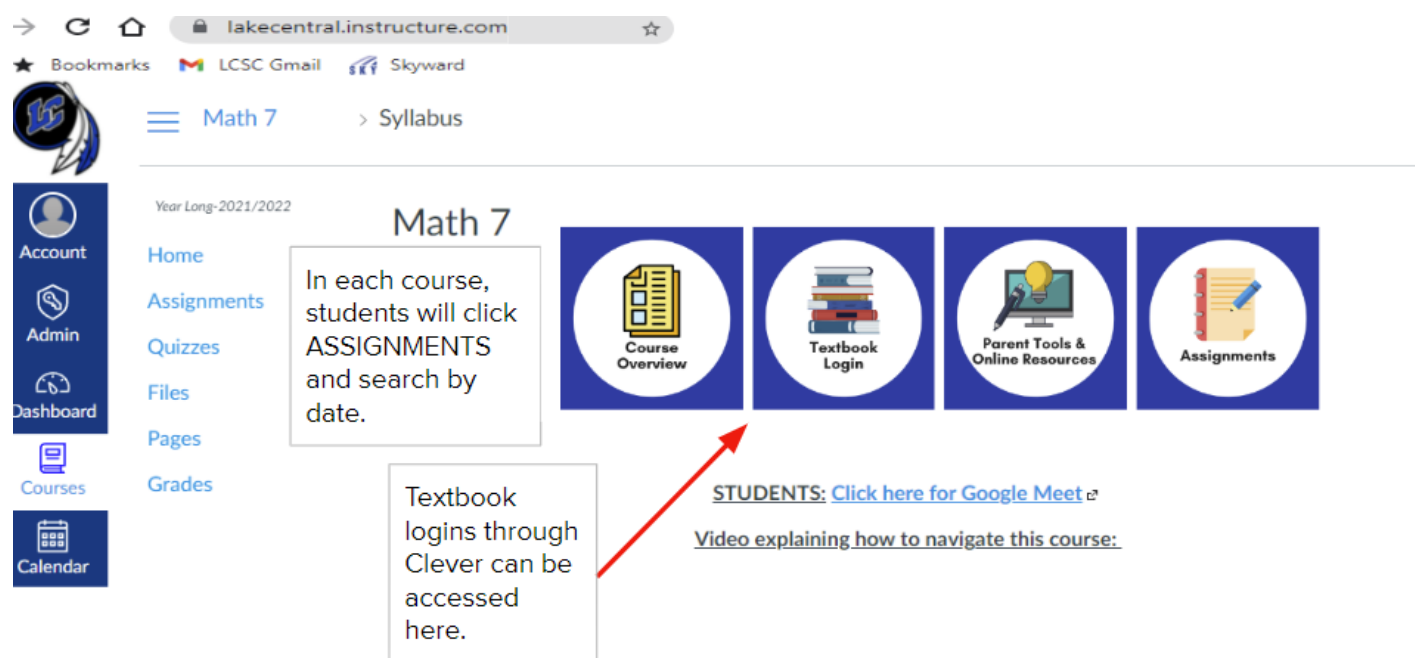 lakecentral.instructure.com
Bookmarks LCSC Gmail SKY Skyward
LC
Math 7 > Syllabus
Year Long-2021/2022
Math 7
Account
Admin
Dashboard
Courses
Calendar
Home
Assignments
Quizzes
Files
Pages
Grades
In each course,
students will click
ASSIGNMENTS
and search by
date.
Course
Overview
Textbook
Login
Parent Tools &
Online Resources
Assignments
Textbook
logins through
Clever can be
accessed
here.
STUDENTS: Click here for Google Meet
Video explaining how to navigate this course: